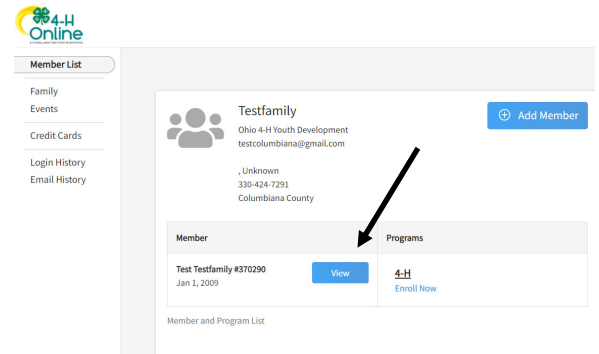 4-H
Online
Member List
Family
Events
Credit Cards
Login History
Email History
Testfamily
Ohio 4-H Youth Development
testcolumbiana@gmail.com
, Unknown
330-424-7291
Columbiana County
Add Member
Member
Programs
Test Testfamily #370290
Jan 1, 2009
View
4-H
Enroll Now
Member and Program List